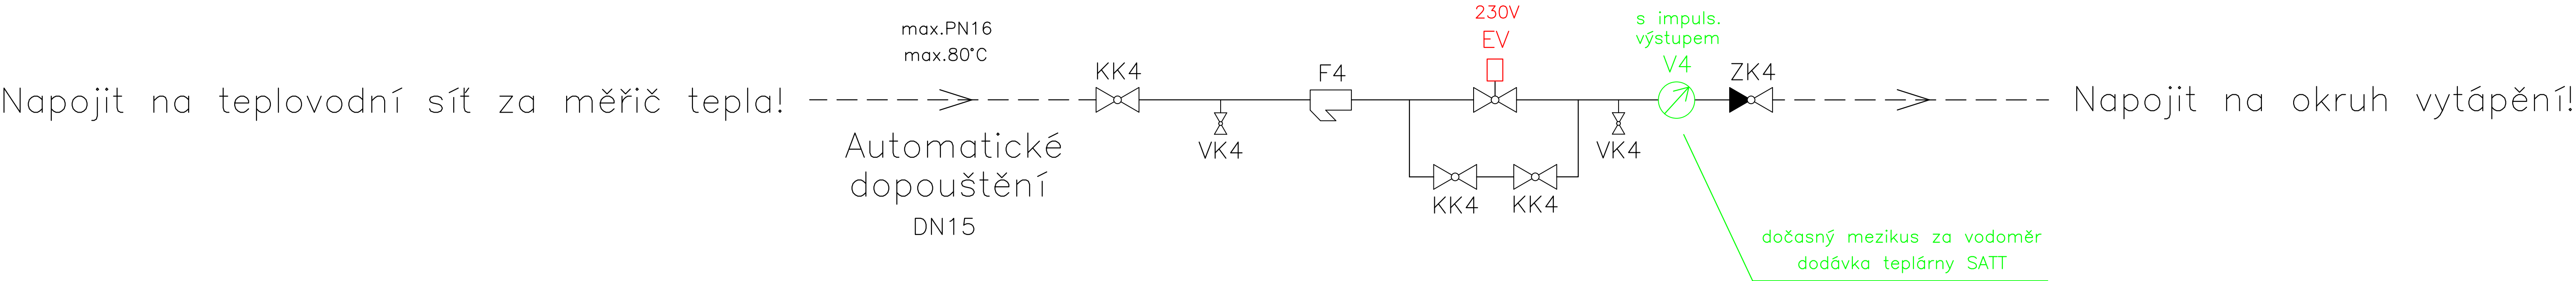 Napojit na teplovodní síť za měřič tepla!
max.PN16
max.80°C
Automatické
dopouštění
DN15
KK4
VK4
F4
230V
EV
KK4
KK4
VK4
s impuls.
výstupem
V4
ZK4
dočasný mezikus za vodoměr
dodávka teplárny SATT
Napojit na okruh vytápění!